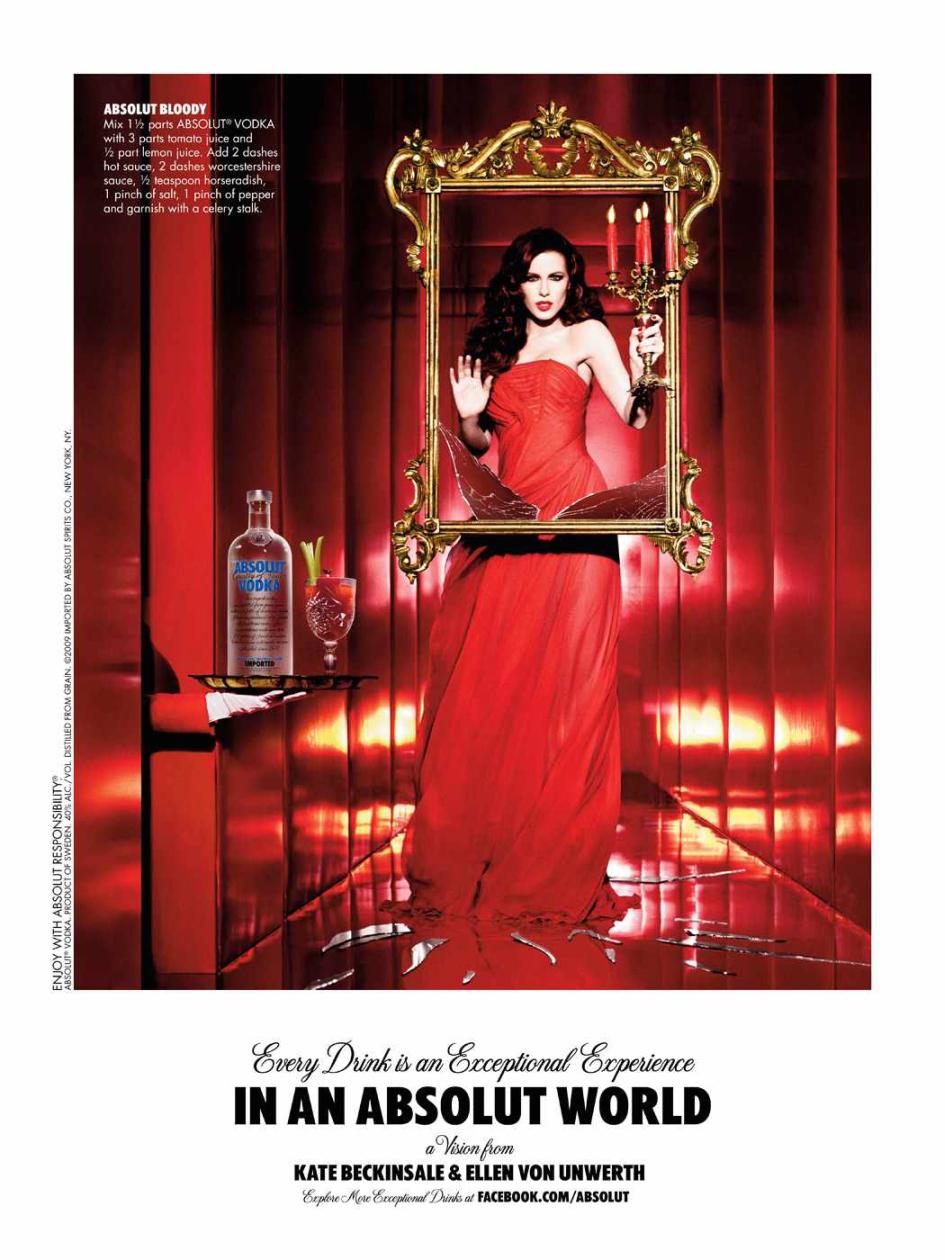 ABSOLUT BLOODY
Mix 1½ parts ABSOLUT® VODKA
with 3 parts tomato juice and
½ part lemon juice. Add 2 dashes
hot sauce, 2 dashes worcestershire
sauce, ½ teaspoon horseradish,
1 pinch of salt, 1 pinch of pepper
and garnish with a celery stalk.
ENJOY WITH ABSOLUT RESPONSIBILITY®
ABSOLUT® VODKA. PRODUCT OF SWEDEN. 40% ALC./VOL. DISTILLED FROM GRAIN. ©2009 IMPORTED BY ABSOLUT SPIRITS CO., NEW YORK, NY.
ABSOLUT
VODKA
IMPORTED
Every Drink is an Exceptional Experience
IN AN ABSOLUT WORLD
a Vision from
KATE BECKINSALE & ELLEN VON UNWERTH
Explore More Exceptional Drinks at FACEBOOK.COM/ABSOLUT